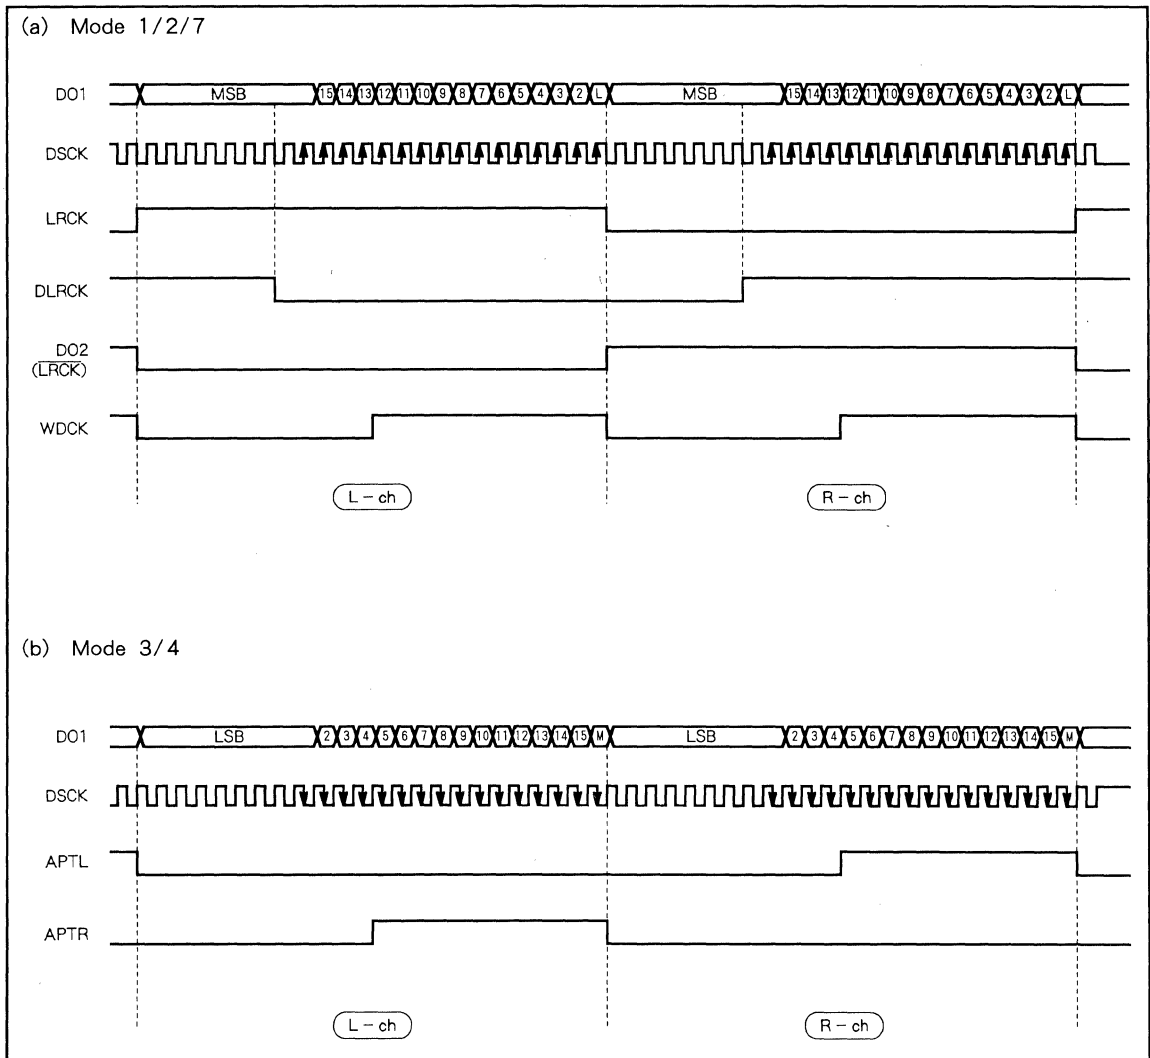 (a) Mode 1/2/7
DO1 MSB 15 14 13 12 11 10 9 8 7 6 5 4 3 2 L MSB 15 14 13 12 11 10 9 8 7 6 5 4 3 2 L
DSCK
LRCK
DLRCK
DO2
(L̅R̅C̅K̅)
WDCK
L-ch R-ch
(b) Mode 3/4
DO1 LSB 2 3 4 5 6 7 8 9 10 11 12 13 14 15 M LSB 2 3 4 5 6 7 8 9 10 11 12 13 14 15 M
DSCK
APTL
APTR
L-ch R-ch